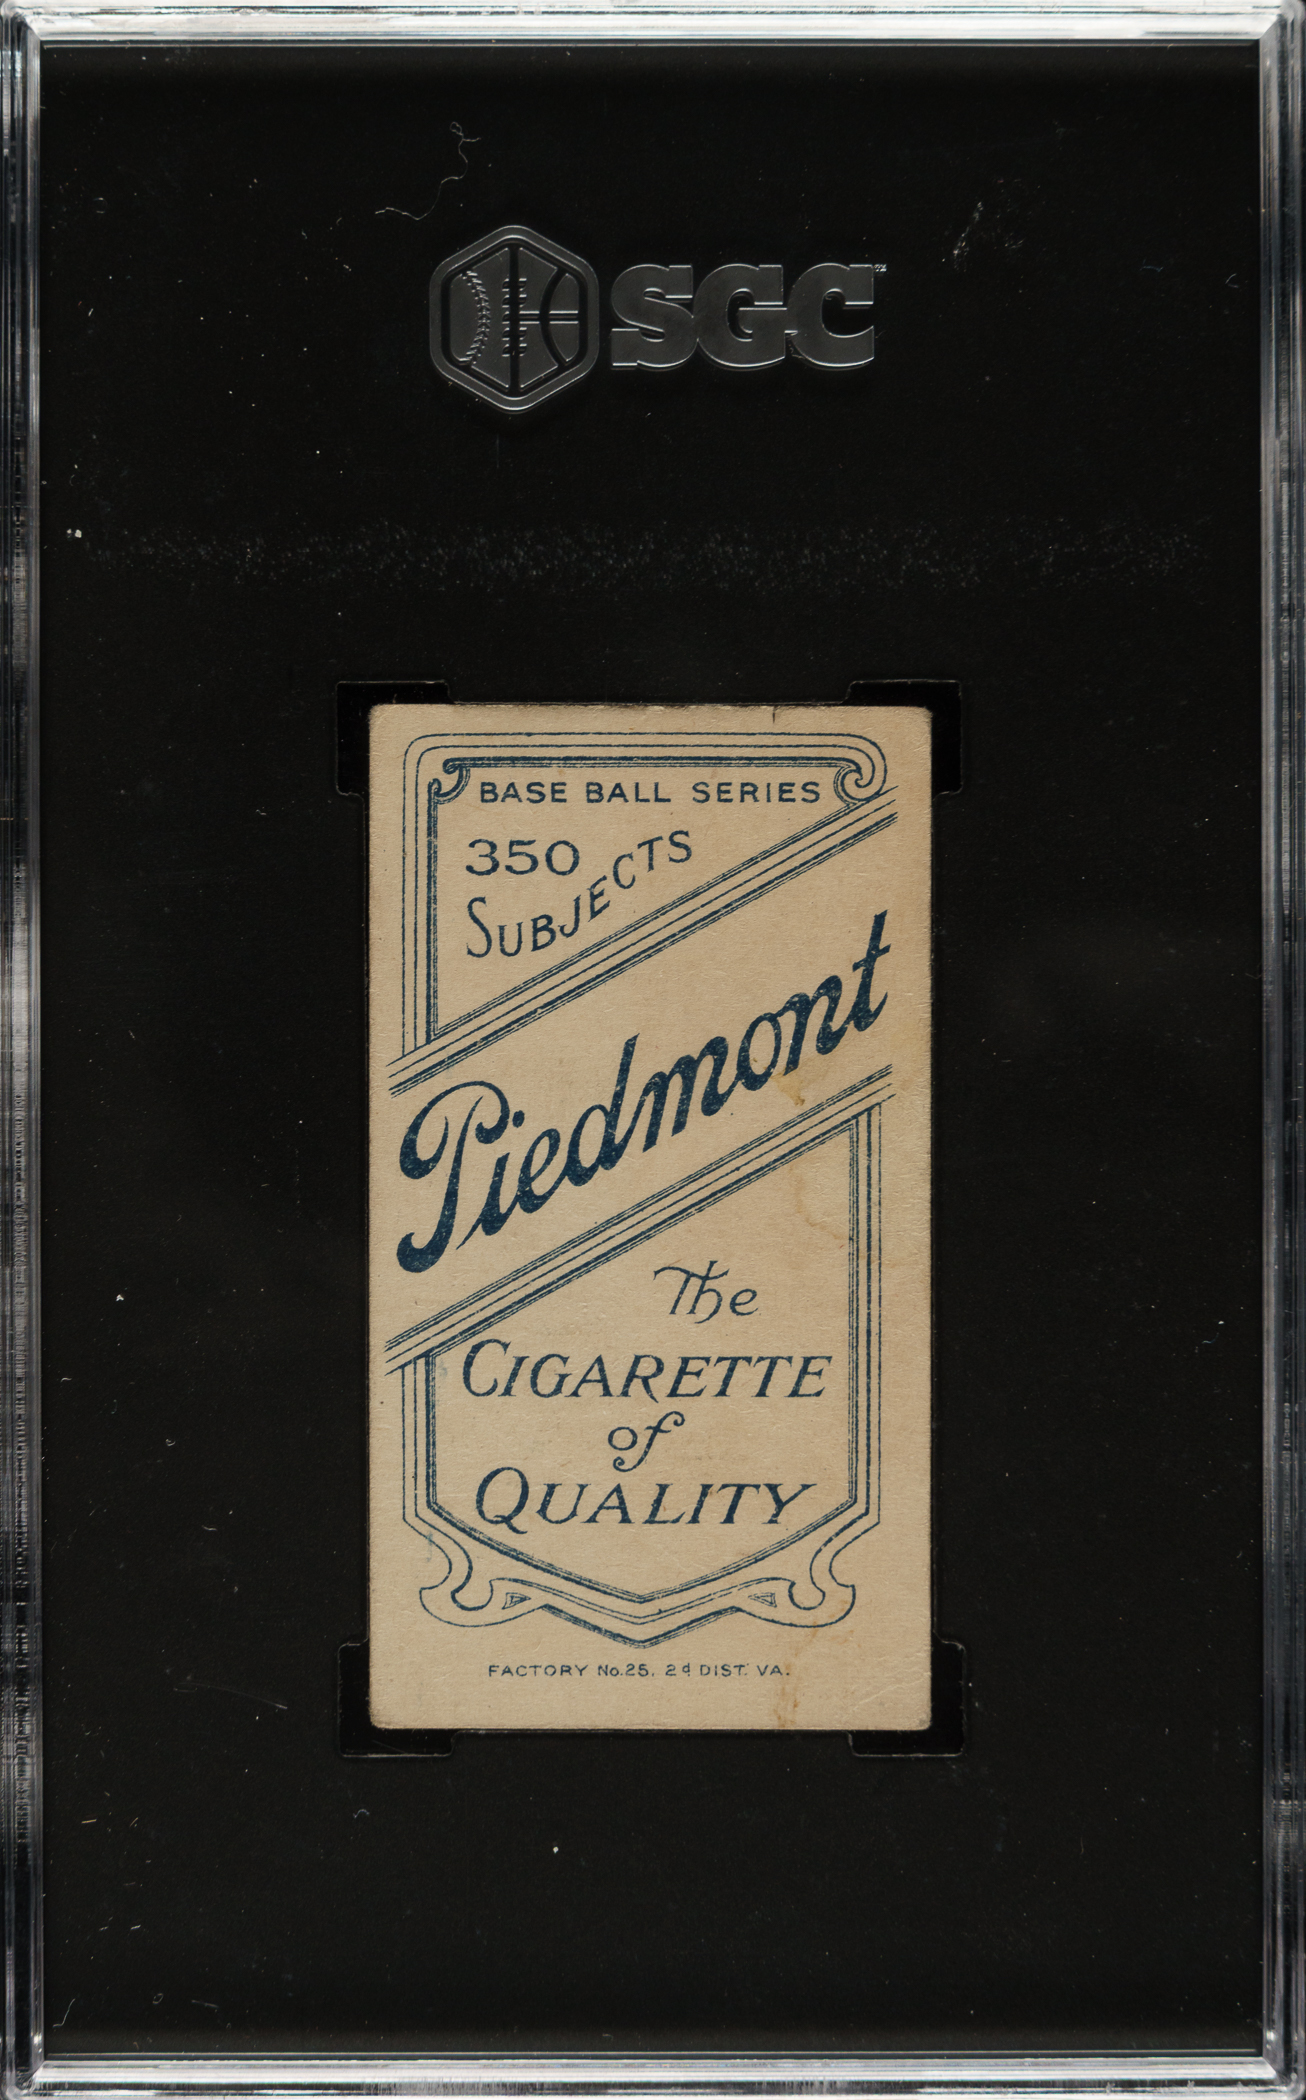 SGC
BASE BALL SERIES
350
SUBJECTS
Piedmont
The
CIGARETTE
of
QUALITY
FACTORY No. 25, 2d DIST. VA.